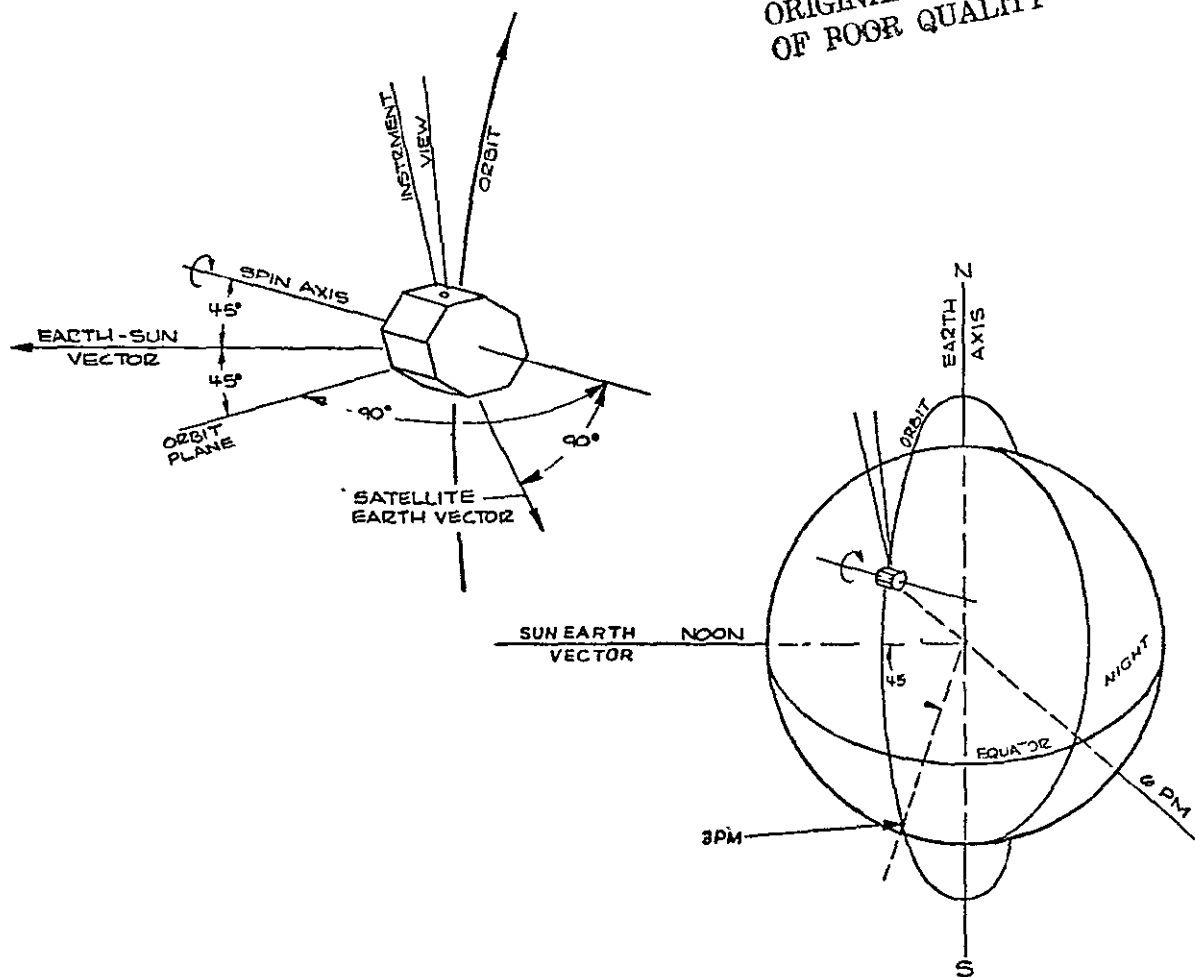 ORIGINAL
OF POOR QUALITY
INSTRMENT
VIEW
ORBIT
SPIN AXIS
45°
EARTH-SUN
VECTOR
45°
ORBIT
PLANE
90°
90°
SATELLITE
EARTH VECTOR
N
EARTH
AXIS
ORBIT
SUN EARTH NOON
VECTOR
45
NIGHT
EQUATOR
6 PM
3PM
S